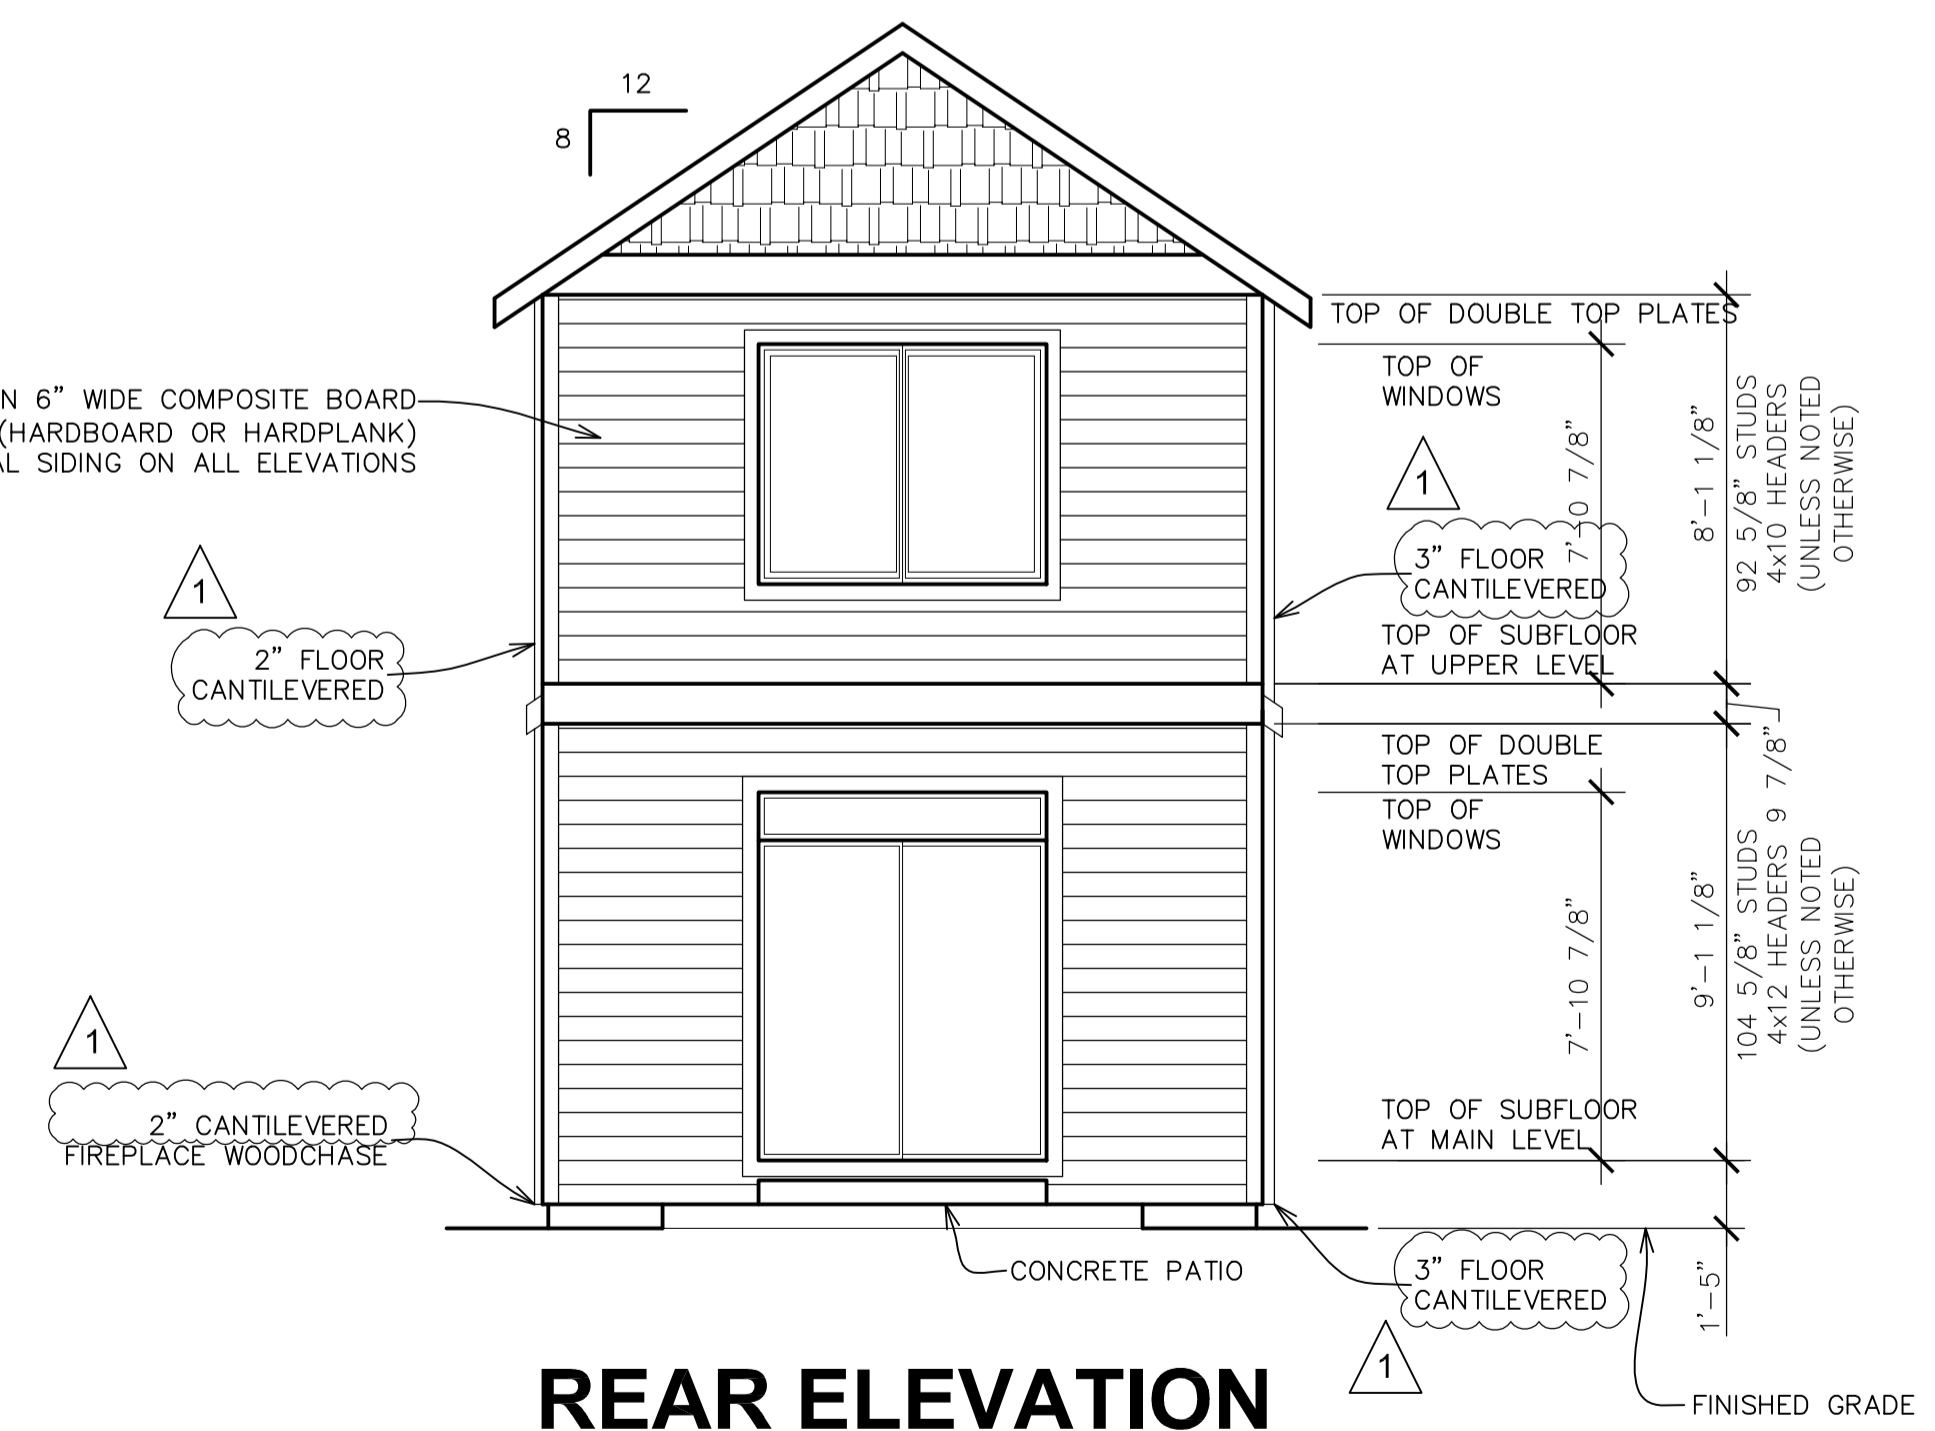 12
8
N 6” WIDE COMPOSITE BOARD
(HARDBOARD OR HARDPLANK)
AL SIDING ON ALL ELEVATIONS
1
2” FLOOR
CANTILEVERED
1
2” CANTILEVERED
FIREPLACE WOODCHASE
TOP OF DOUBLE TOP PLATES
TOP OF
WINDOWS
1
3” FLOOR
CANTILEVERED
TOP OF SUBFLOOR
AT UPPER LEVEL
7’-10 7/8”
8’-1 1/8”
92 5/8” STUDS
4x10 HEADERS
(UNLESS NOTED
OTHERWISE)
TOP OF DOUBLE
TOP PLATES
TOP OF
WINDOWS
7’-10 7/8”
9’-1 1/8”
104 5/8” STUDS
4x12 HEADERS
9 7/8”
(UNLESS NOTED
OTHERWISE)
TOP OF SUBFLOOR
AT MAIN LEVEL
CONCRETE PATIO
3” FLOOR
CANTILEVERED
1
1’-5”
FINISHED GRADE
REAR ELEVATION